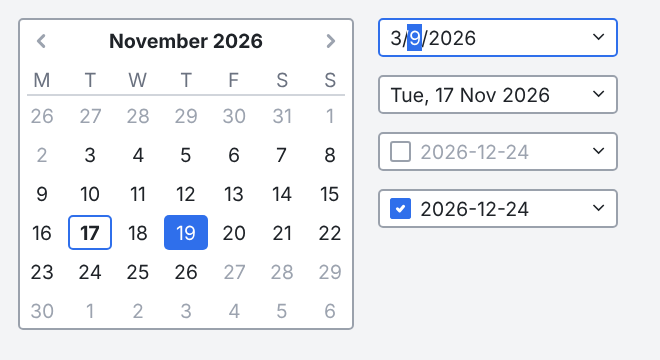 November 2026
M T W T F S S
26 27 28 29 30 31 1
2 3 4 5 6 7 8
9 10 11 12 13 14 15
16 17 18 19 20 21 22
23 24 25 26 27 28 29
30 1 2 3 4 5 6
3/9/2026
Tue, 17 Nov 2026
2026-12-24
2026-12-24